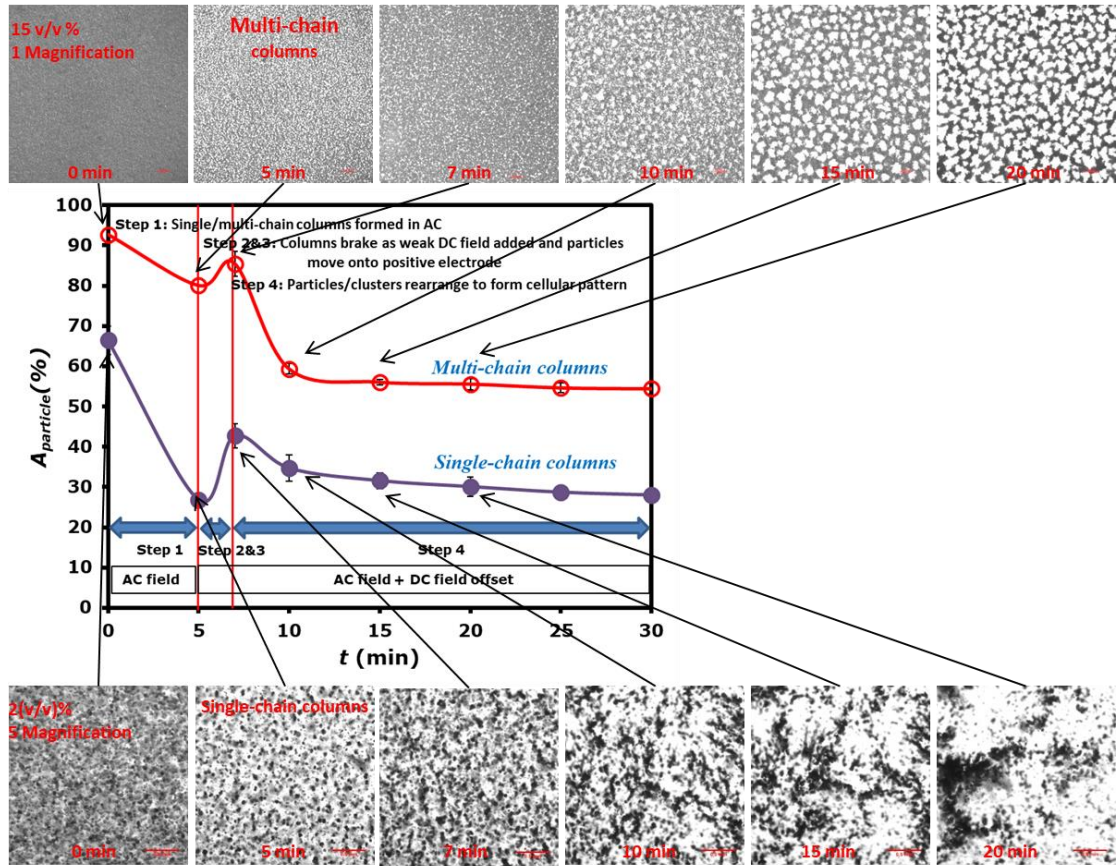 15 v/v %
1 Magnification
Multi-chain
columns
0 min
5 min
7 min
10 min
15 min
20 min
100
90
80
70
60
50
40
30
20
10
0
A particle (%)
Step 1: Single/multi-chain columns formed in AC
Step 2&3: Columns brake as weak DC field added and particles
move onto positive electrode
Step 4: Particles/clusters rearrange to form cellular pattern
Multi-chain columns
Single-chain columns
Step 1
Step 2&3
Step 4
AC field
AC field + DC field offset
0
5
10
15
20
25
30
t (min)
2(v/v)%
5 Magnification
Single-chain columns
0 min
5 min
7 min
10 min
15 min
20 min